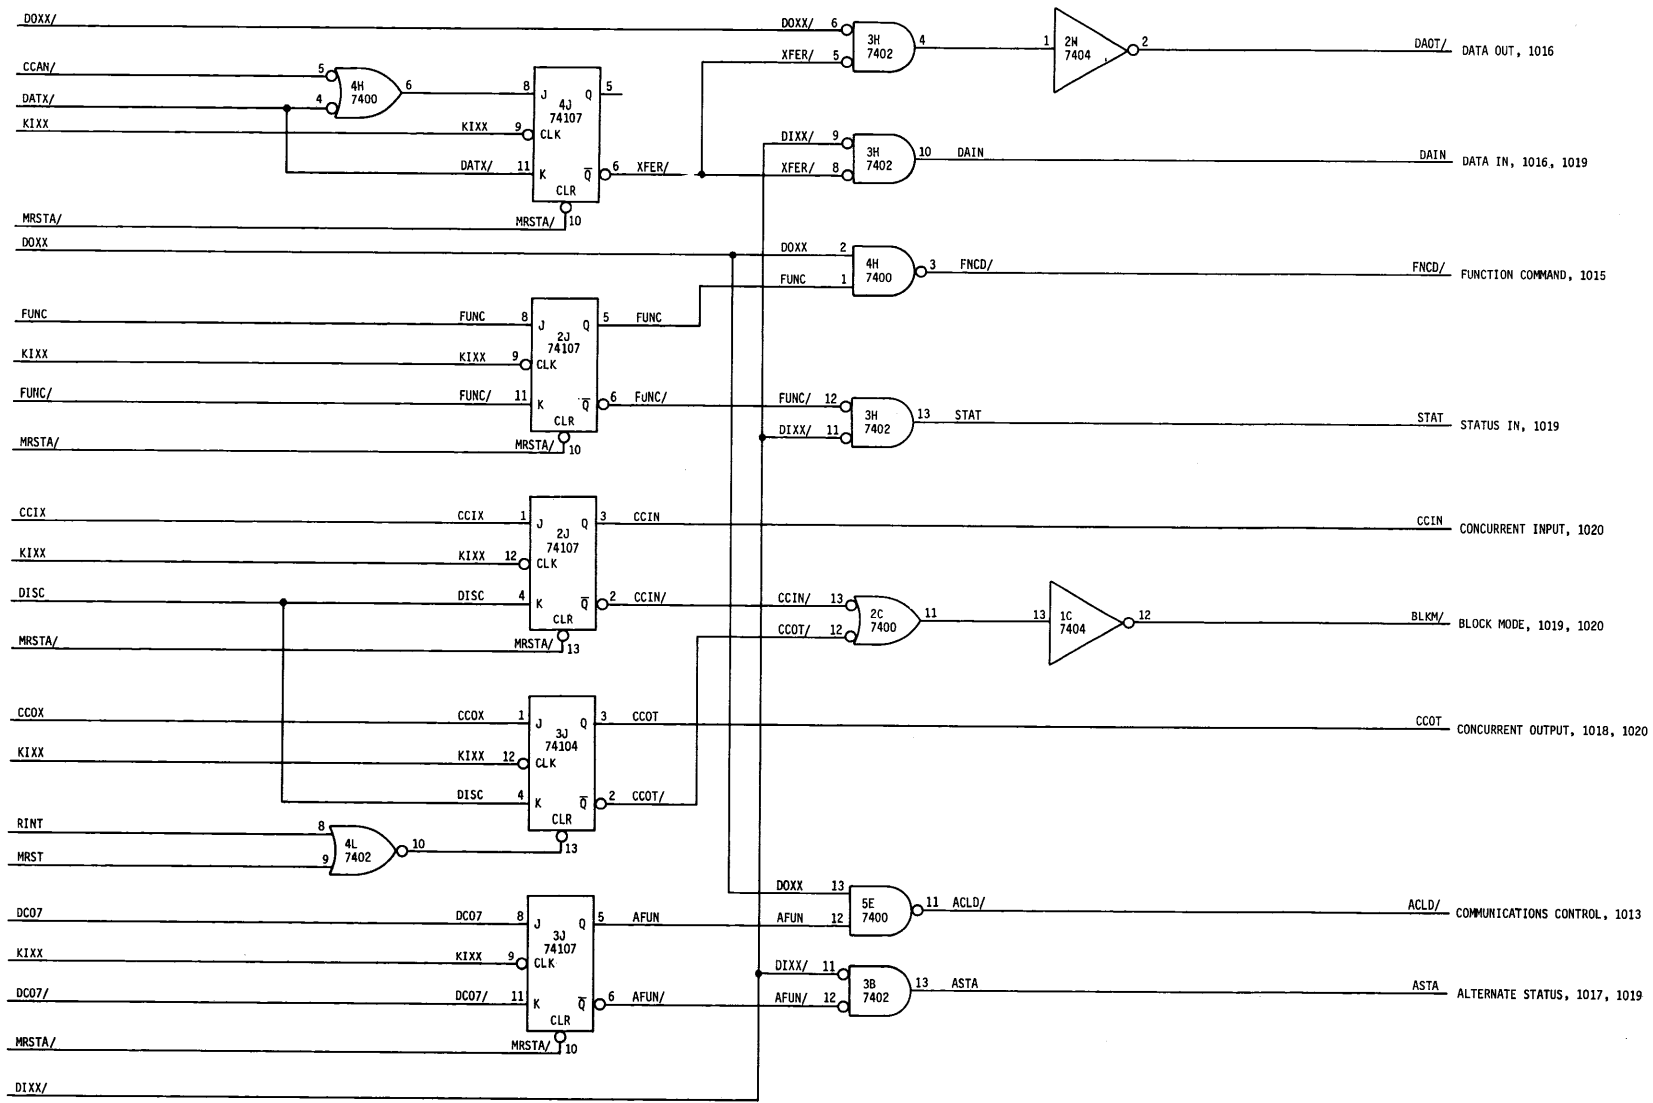 DOXX/ DOXX/ 6 3H 7402 4 1 2W 7404 2 DAOT/ DATA OUT, 1016
XFER/ 5
CCAN/ 5 4H 7400 6 8 J Q 5
DATX/ 4
4J 74107
KIXX KIXX 9 CLK
DATX/ 11 K Q 6 XFER/
CLR
MRSTA/ MRSTA/ 10
DIXX/ 9 3H 7402 10 DAIN DAIN DATA IN, 1016, 1019
XFER/ 8
DOXX DOXX 2 4H 7400 3 FNCD/ FNCD/ FUNCTION COMMAND, 1015
FUNC 1
FUNC FUNC 8 J Q 5 FUNC
2J 74107
KIXX KIXX 9 CLK
FUNC/ FUNC/ 11 K Q 6 FUNC/ FUNC/ 12 3H 7402 13 STAT STAT STATUS IN, 1019
DIXX/ 11
CLR
MRSTA/ MRSTA/ 10
CCIX CCIX 1 J Q 3 CCIN CCIN CONCURRENT INPUT, 1020
2J 74107
KIXX KIXX 12 CLK
DISC DISC 4 K Q 2 CCIN/ CCIN/ 13 2C 7400 11 13 1C 7404 12 BLKM/ BLOCK MODE, 1019, 1020
CCOT/ 12
CLR
MRSTA/ MRSTA/ 13
CCOX CCOX 1 J Q 3 CCOT CCOT CONCURRENT OUTPUT, 1018, 1020
3J 74104
KIXX KIXX 12 CLK
DISC 4 K Q 2 CCOT/
CLR
RINT 8 4L 7402 10 13
MRST 9
DOXX 13 5E 7400 11 ACLD/ ACLD/ COMMUNICATIONS CONTROL, 1013
AFUN 12
DCO7 DCO7 8 J Q 5 AFUN
3J 74107
KIXX KIXX 9 CLK
DIXX/ 11 3B 7402 13 ASTA ASTA ALTERNATE STATUS, 1017, 1019
DCO7/ DCO7/ 11 K Q 6 AFUN/ AFUN/ 12
CLR
MRSTA/ MRSTA/ 10
DIXX/